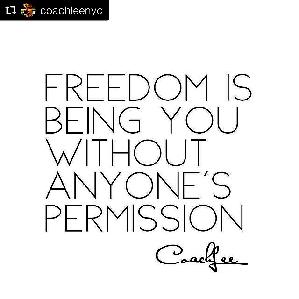 coachleenyc
FREEDOM IS
BEING YOU
WITHOUT
ANYONE'S
PERMISSION
CoachLee